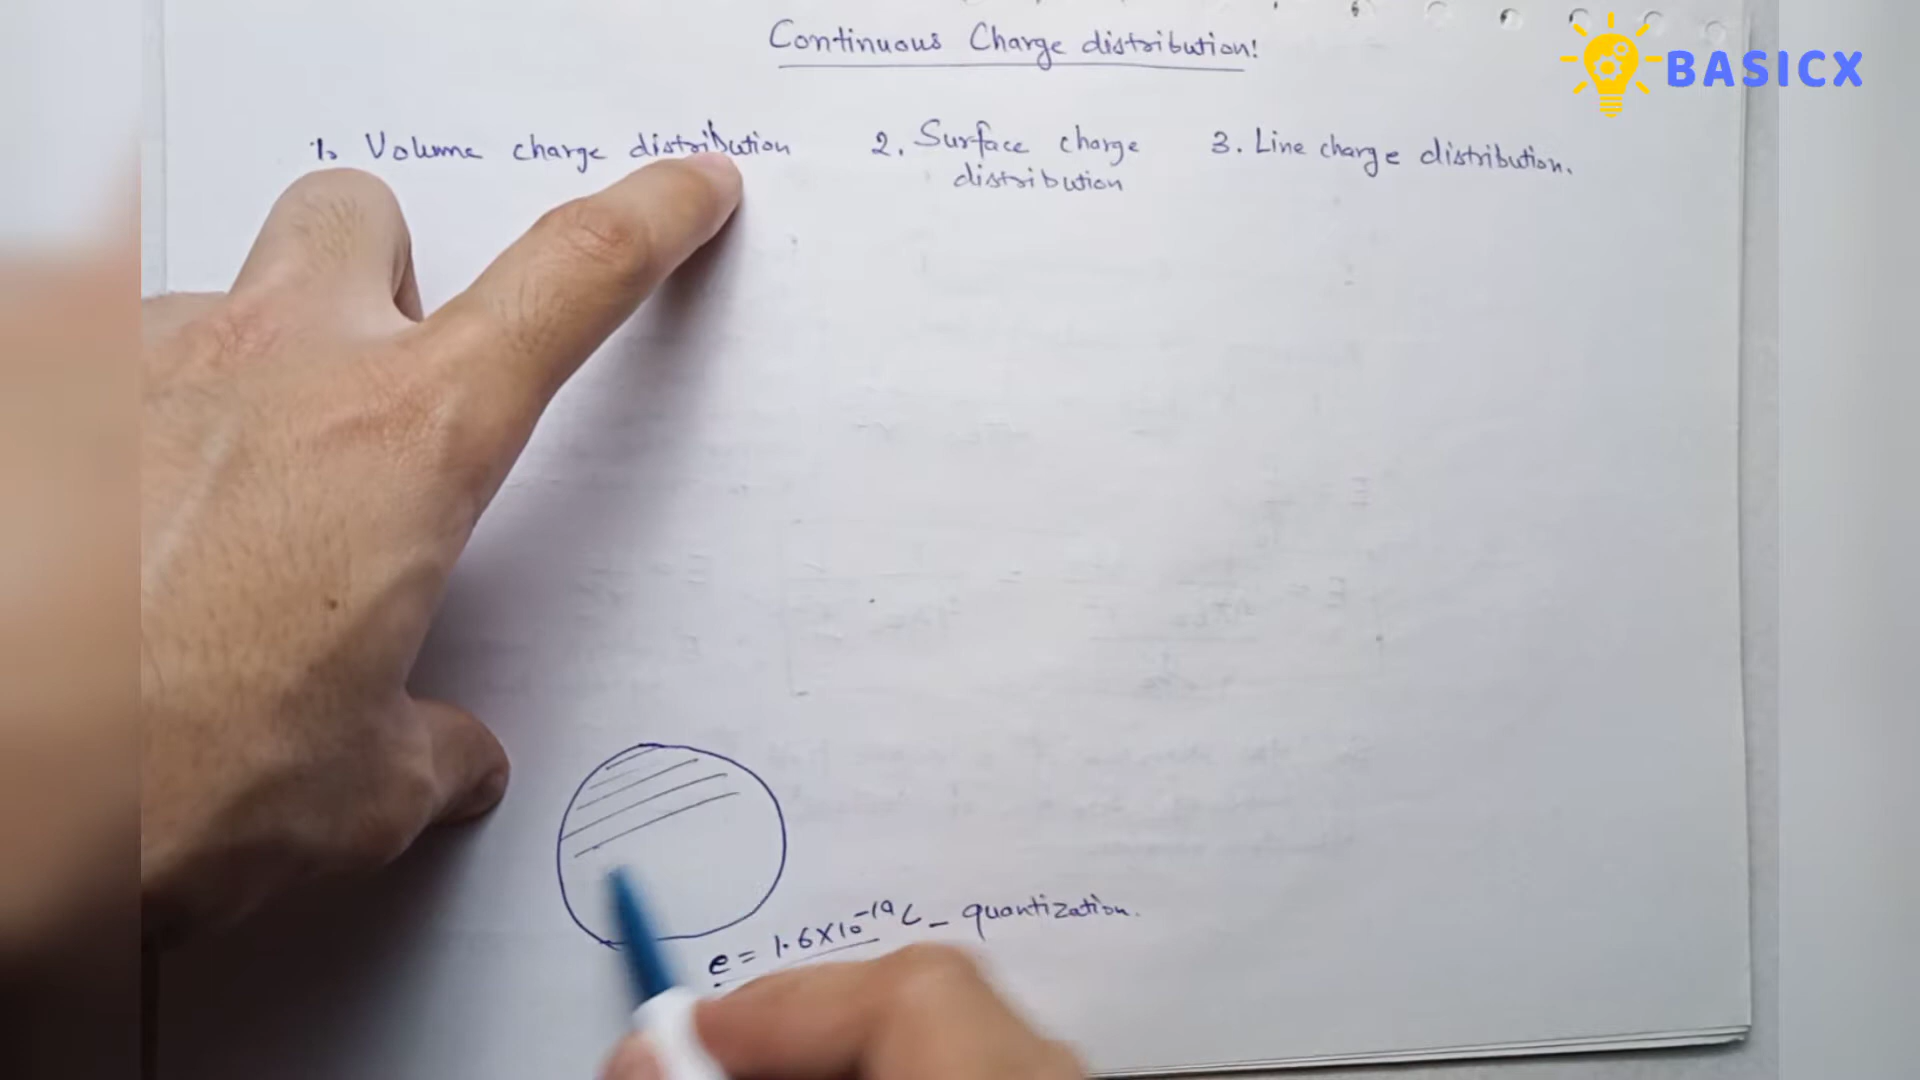 Continuous Charge distribution!
BASICX
1. Volume charge distribution
2. Surface charge
distribution
3. Line charge distribution.
e = 1.6×10⁻¹⁹ C – quantization.